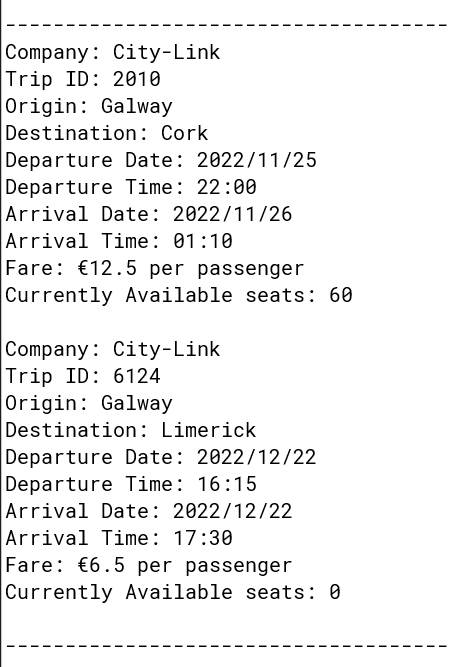 -------------------------------------
Company: City-Link
Trip ID: 2010
Origin: Galway
Destination: Cork
Departure Date: 2022/11/25
Departure Time: 22:00
Arrival Date: 2022/11/26
Arrival Time: 01:10
Fare: €12.5 per passenger
Currently Available seats: 60

Company: City-Link
Trip ID: 6124
Origin: Galway
Destination: Limerick
Departure Date: 2022/12/22
Departure Time: 16:15
Arrival Date: 2022/12/22
Arrival Time: 17:30
Fare: €6.5 per passenger
Currently Available seats: 0

-------------------------------------